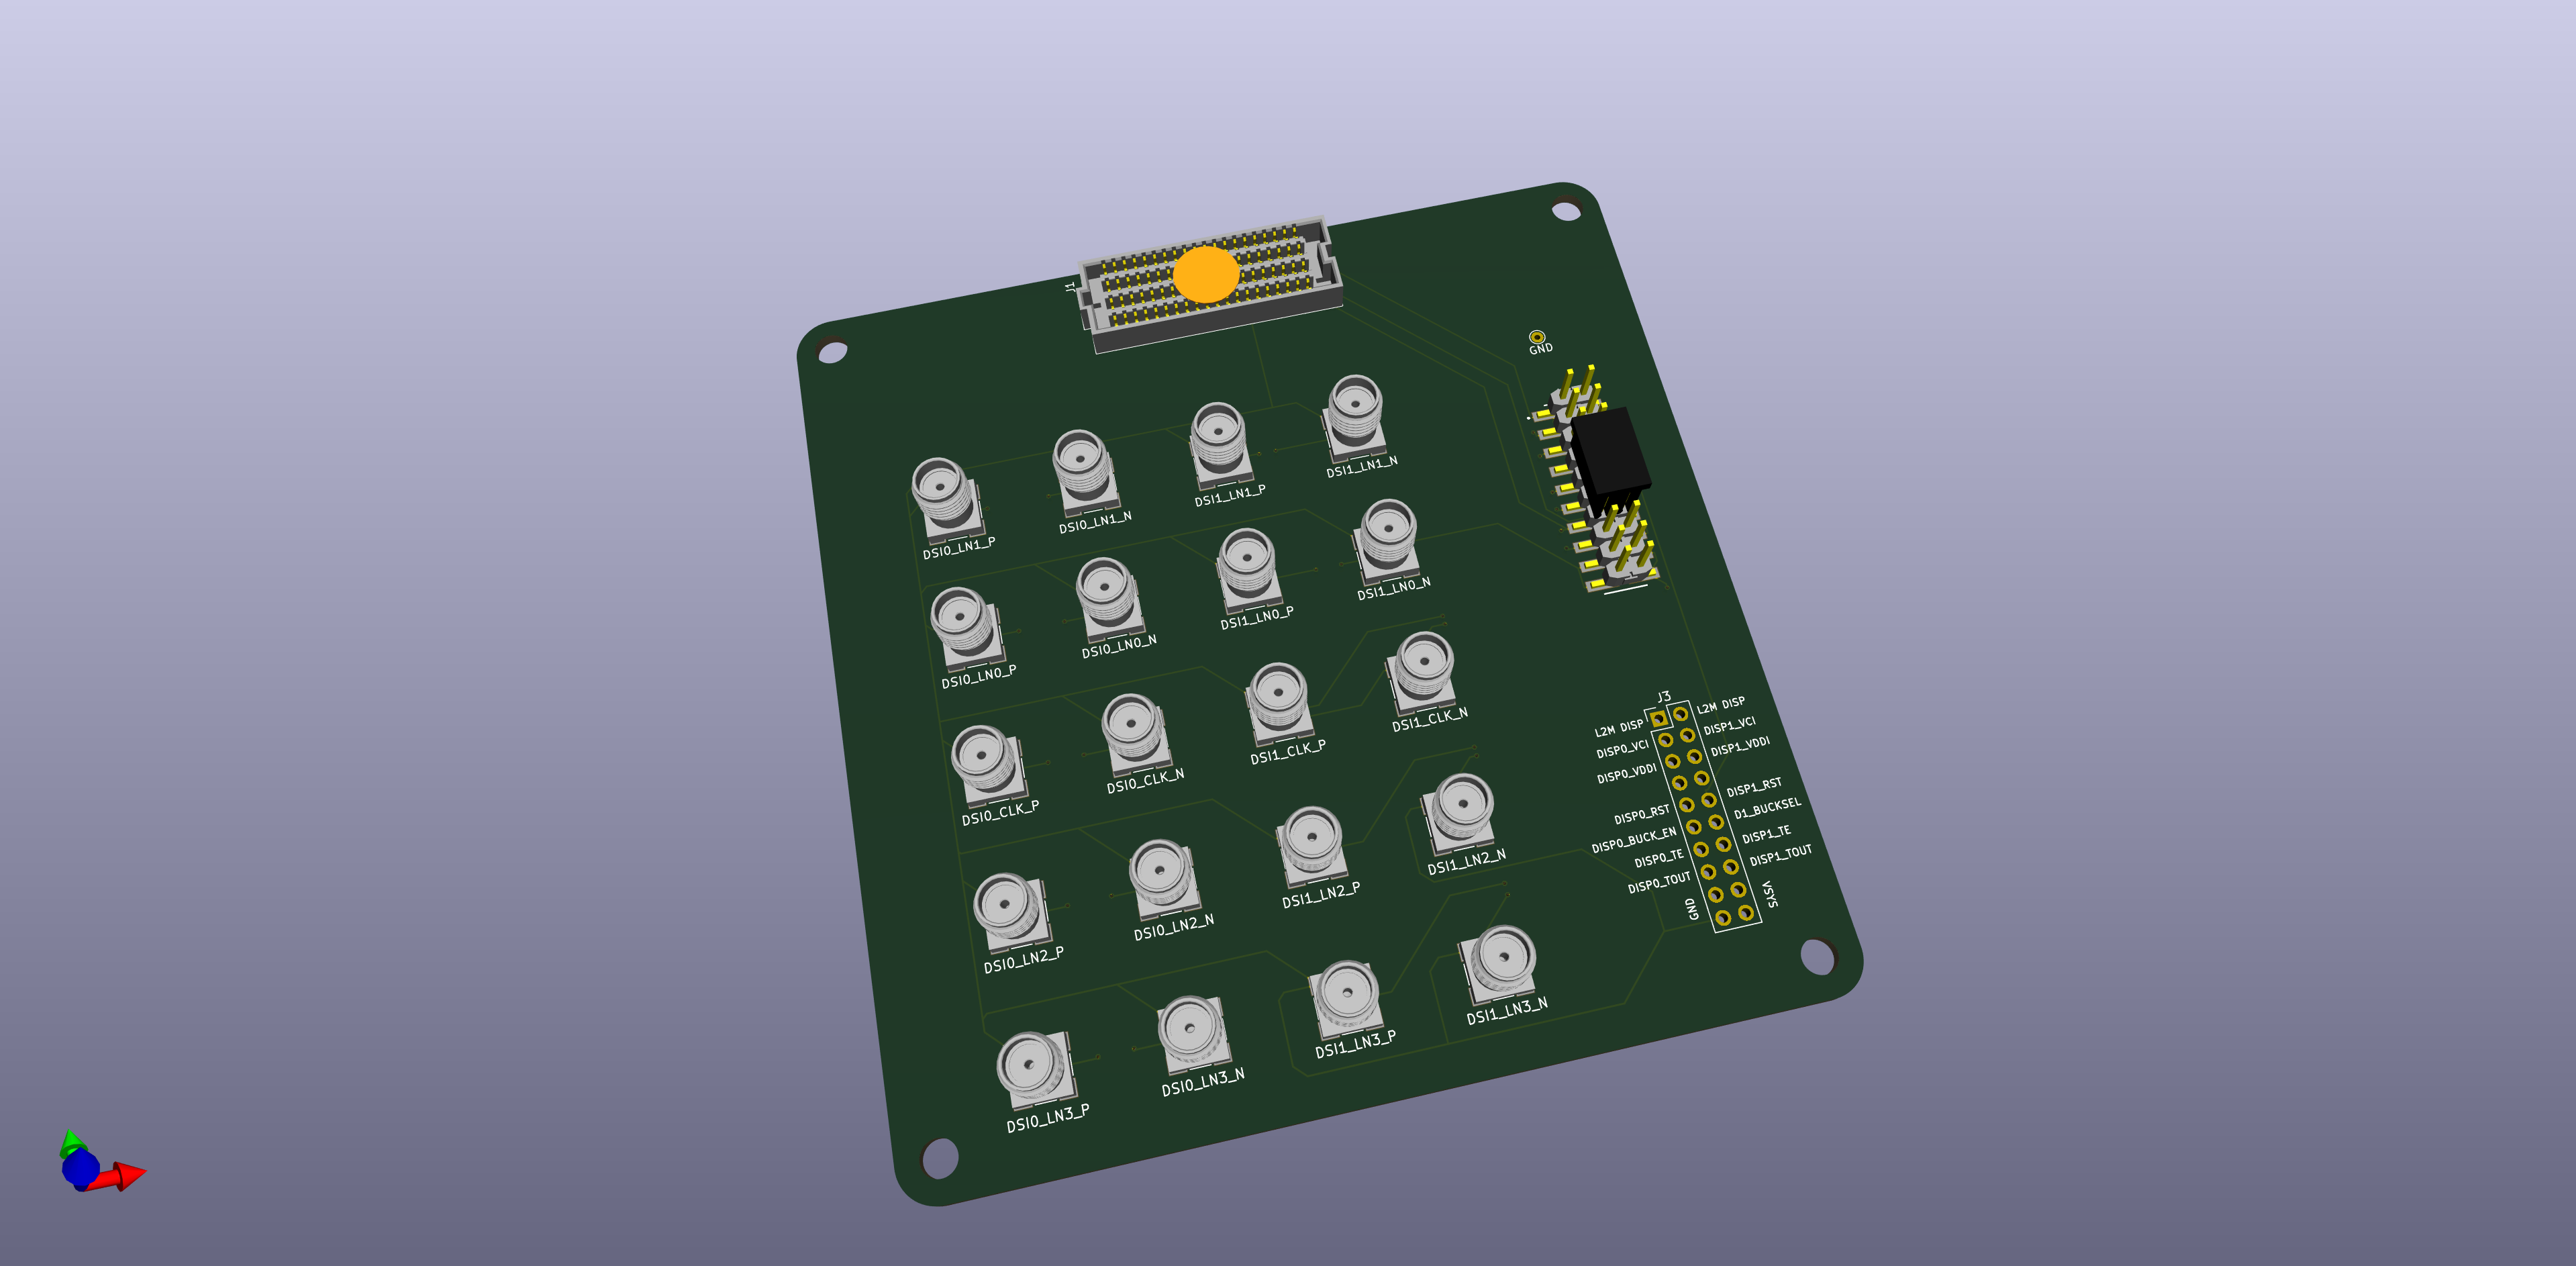 J1
GND
DSI1_LN1_N
DSI1_LN1_P
DSI0_LN1_N
DSI0_LN1_P
DSI1_LN0_N
DSI1_LN0_P
DSI0_LN0_N
DSI0_LN0_P
DSI1_CLK_N
DSI1_CLK_P
DSI0_CLK_N
DSI0_CLK_P
DSI1_LN2_N
DSI1_LN2_P
DSI0_LN2_N
DSI0_LN2_P
DSI1_LN3_N
DSI1_LN3_P
DSI0_LN3_N
DSI0_LN3_P
J3
L2M DISP
L2M DISP
DISP0_VCI
DISP1_VCI
DISP0_VDDI
DISP1_VDDI
DISP0_RST
DISP1_RST
DISP0_BUCK_EN
D1_BUCKSEL
DISP0_TE
DISP1_TE
DISP0_TOUT
DISP1_TOUT
GND
VSYS